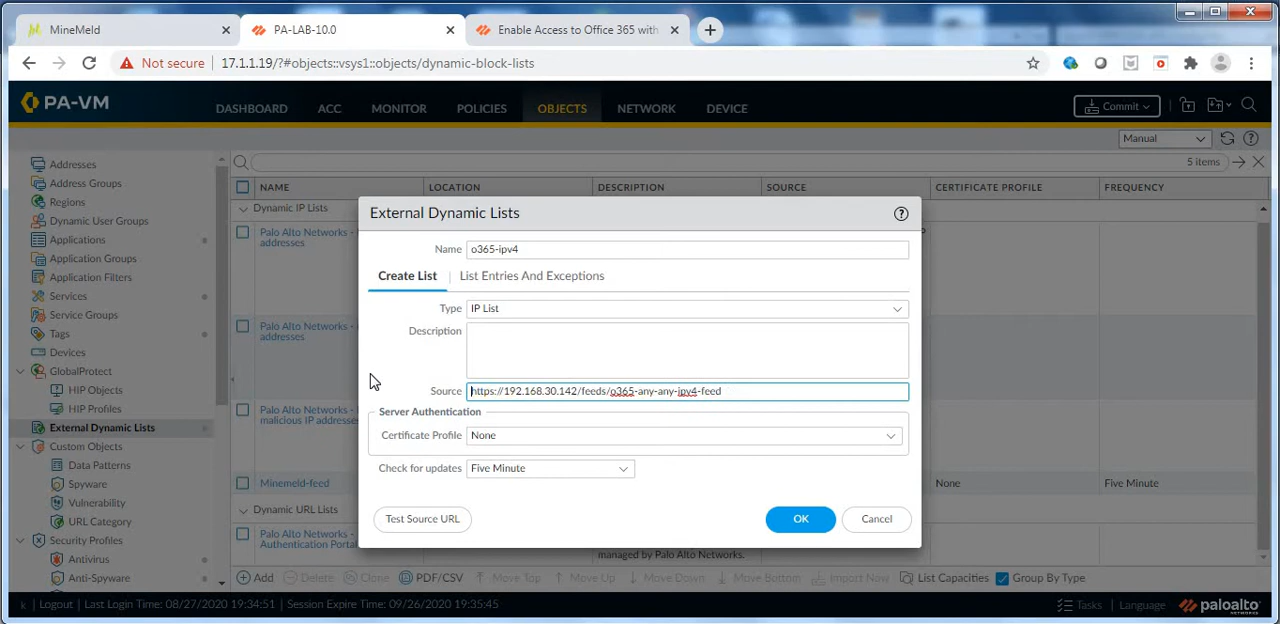 MineMeld
PA-LAB-10.0
Enable Access to Office 365 with
Not secure
17.1.1.19/?#objects::vsys1::objects/dynamic-block-lists
PA-VM
DASHBOARD
ACC
MONITOR
POLICIES
OBJECTS
NETWORK
DEVICE
Commit
Manual
5 items
Addresses
Address Groups
Regions
Dynamic User Groups
Applications
Application Groups
Application Filters
Services
Service Groups
Tags
Devices
GlobalProtect
HIP Objects
HIP Profiles
External Dynamic Lists
Custom Objects
Data Patterns
Spyware
Vulnerability
URL Category
Security Profiles
Antivirus
Anti-Spyware
NAME
LOCATION
DESCRIPTION
SOURCE
CERTIFICATE PROFILE
FREQUENCY
Dynamic IP Lists
Palo Alto Networks -
addresses
Palo Alto Networks -
addresses
Palo Alto Networks -
malicious IP addresses
Minemeld-feed
None
Five Minute
Dynamic URL Lists
Palo Alto Networks -
Authentication Portal
managed by Palo Alto Networks.
External Dynamic Lists
Name
o365-ipv4
Create List
List Entries And Exceptions
Type
IP List
Description
Source
https://192.168.30.142/feeds/o365-any-any-ipv4-feed
Server Authentication
Certificate Profile
None
Check for updates
Five Minute
Test Source URL
OK
Cancel
Add
Delete
Clone
PDF/CSV
Move Top
Move Up
Move Down
Move Bottom
Import Now
List Capacities
Group By Type
k | Logout | Last Login Time: 08/27/2020 19:34:51 | Session Expire Time: 09/26/2020 19:35:45
Tasks | Language
paloalto
NETWORKS